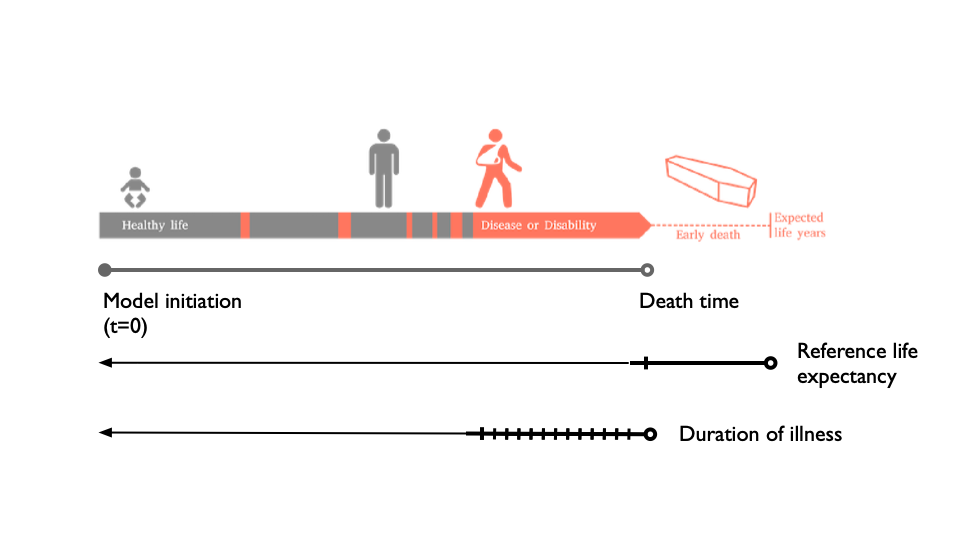 Healthy life
Disease or Disability
Early death
Expected
life years
Model initiation
(t=0)
Death time
Reference life
expectancy
Duration of illness